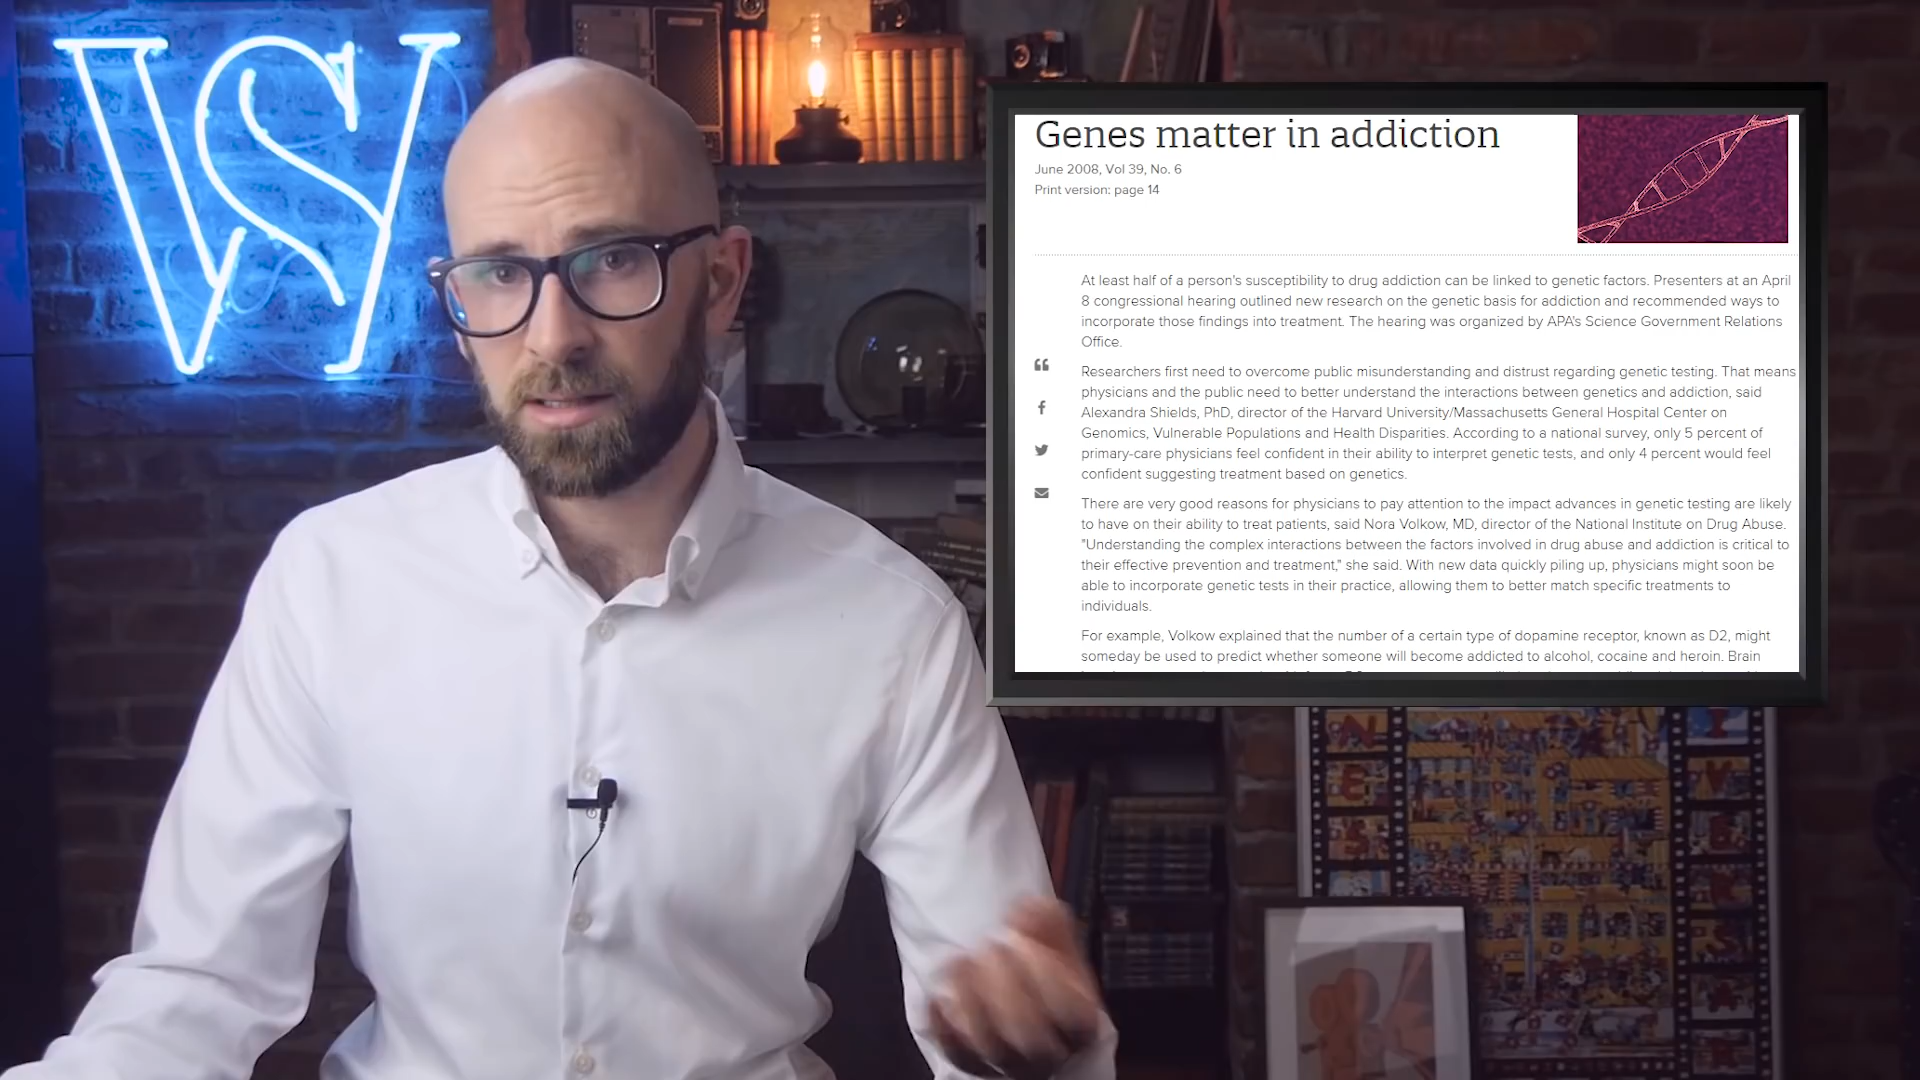 VS
Genes matter in addiction
June 2008, Vol 39, No. 6
Print version: page 14
At least half of a person's susceptibility to drug addiction can be linked to genetic factors. Presenters at an April
8 congressional hearing outlined new research on the genetic basis for addiction and recommended ways to
incorporate those findings into treatment. The hearing was organized by APA's Science Government Relations
Office.
Researchers first need to overcome public misunderstanding and distrust regarding genetic testing. That means
physicians and the public need to better understand the interactions between genetics and addiction, said
Alexandra Shields, PhD, director of the Harvard University/Massachusetts General Hospital Center on
Genomics, Vulnerable Populations and Health Disparities. According to a national survey, only 5 percent of
primary-care physicians feel confident in their ability to interpret genetic tests, and only 4 percent would feel
confident suggesting treatment based on genetics.
There are very good reasons for physicians to pay attention to the impact advances in genetic testing are likely
to have on their ability to treat patients, said Nora Volkow, MD, director of the National Institute on Drug Abuse.
"Understanding the complex interactions between the factors involved in drug abuse and addiction is critical to
their effective prevention and treatment," she said. With new data quickly piling up, physicians might soon be
able to incorporate genetic tests in their practice, allowing them to better match specific treatments to
individuals.
For example, Volkow explained that the number of a certain type of dopamine receptor, known as D2, might
someday be used to predict whether someone will become addicted to alcohol, cocaine and heroin. Brain